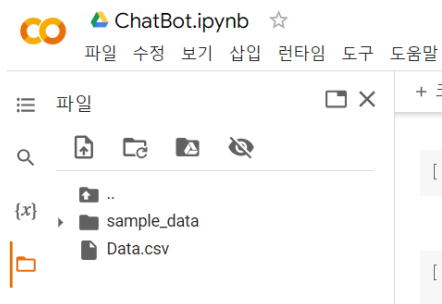 ChatBot.ipynb
파일 수정 보기 삽입 런타임 도구 도움말
파일
+
{x}
..
sample_data
Data.csv
[
[